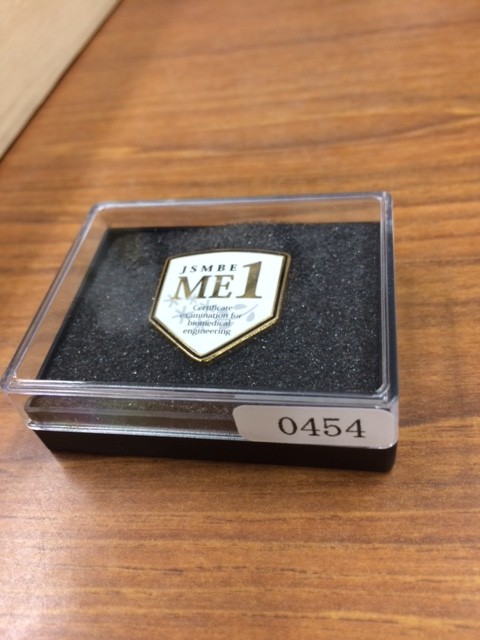 JSMBE
ME1
Certificate
examination for
biomedical
engineering
0454